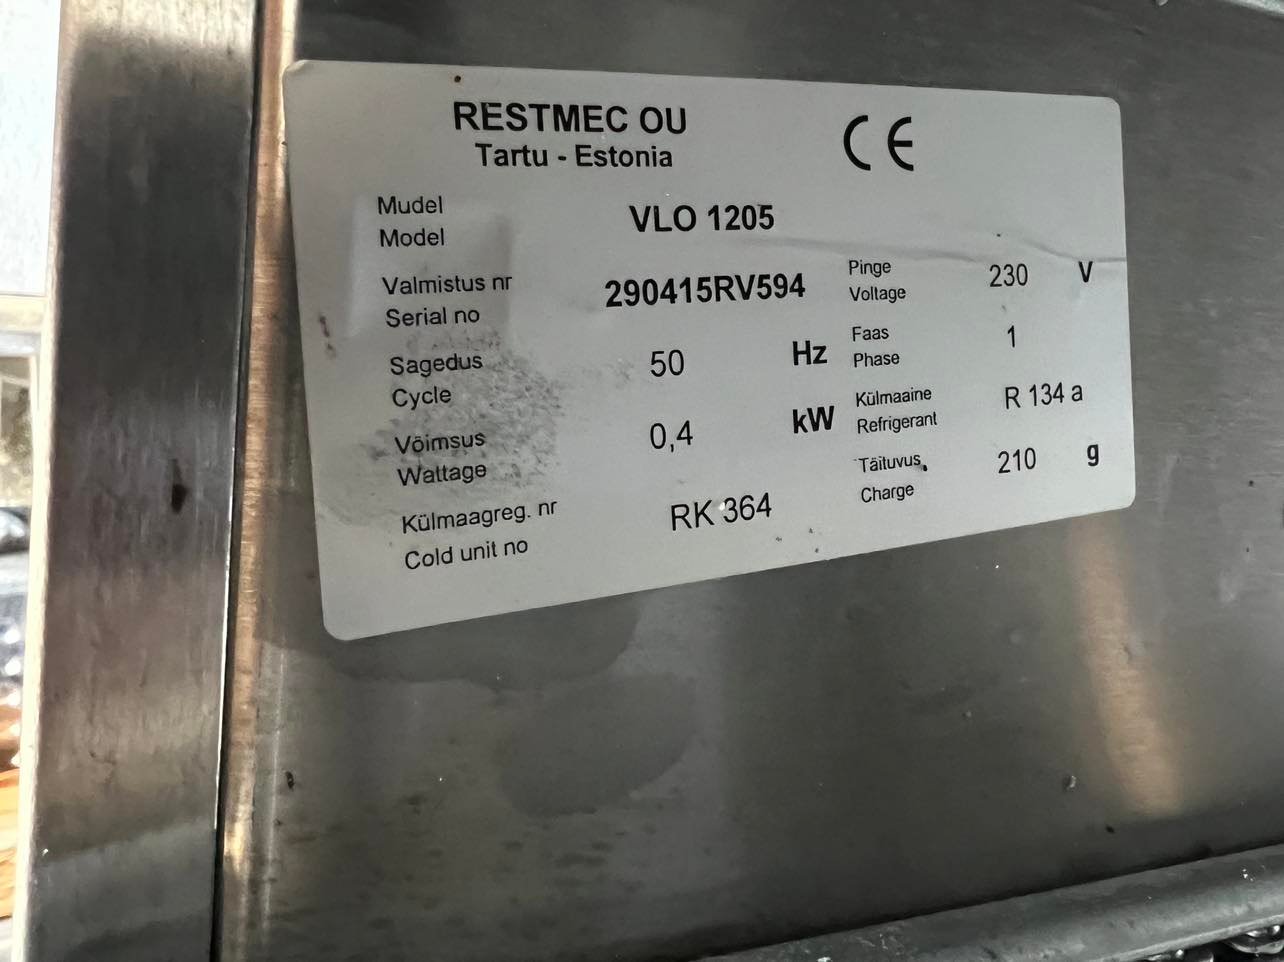 RESTMEC OU
Tartu - Estonia
CE
Mudel
Model
VLO 1205
Valmistus nr
Serial no
290415RV594
Pinge
Voltage
230 V
Sagedus
Cycle
50 Hz
Faas
Phase
1
Võimsus
Wattage
0,4 kW
Külmaaine
Refrigerant
R 134 a
Külmaagreg. nr
Cold unit no
RK 364
Täituvus
Charge
210 g